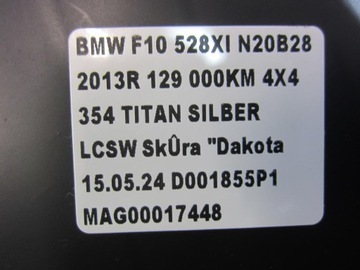 BMW F10 528XI N20B28
2013R 129 000KM 4X4
354 TITAN SILBER
LCSW SkÛra "Dakota
15.05.24 D001855P1
MAG00017448